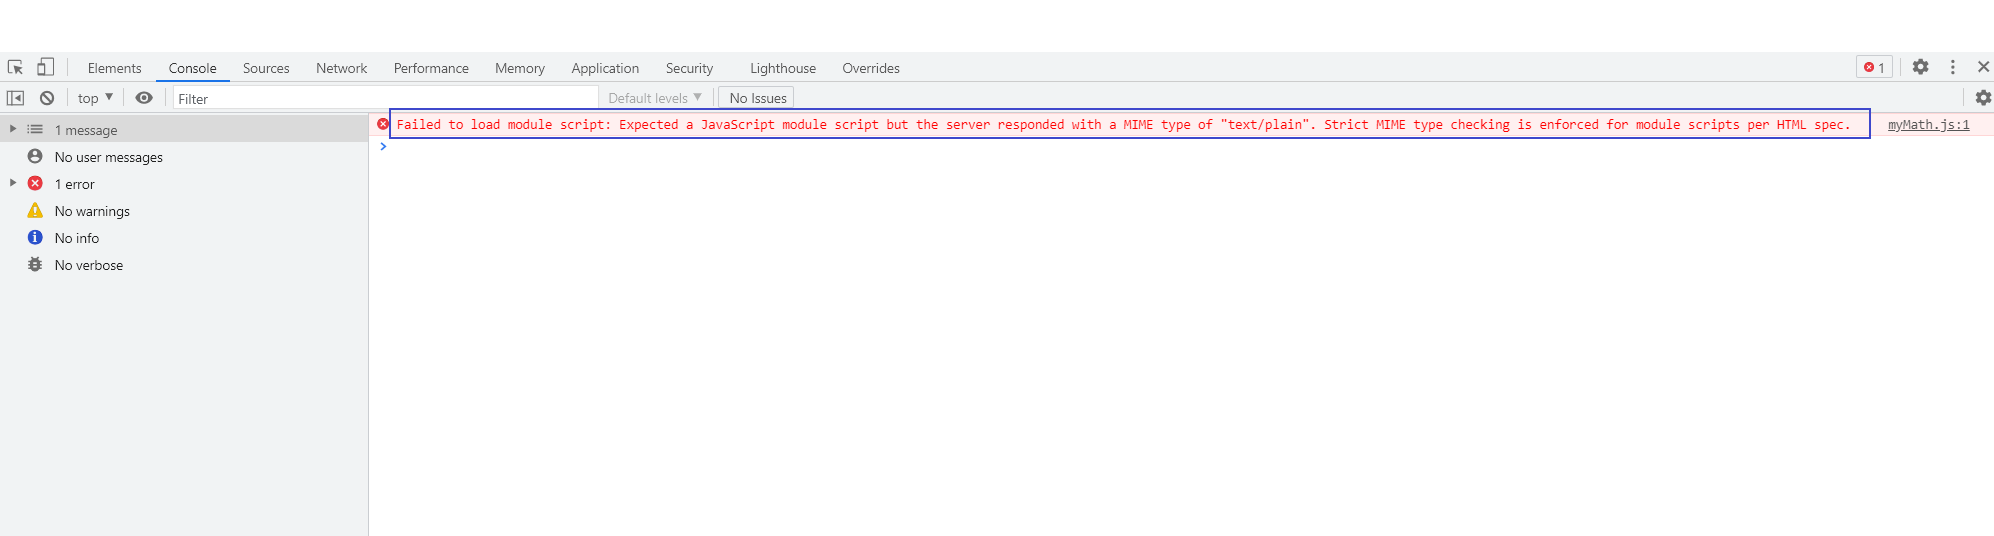 Elements Console Sources Network Performance Memory Application Security Lighthouse Overrides 1
top Filter Default levels No Issues
1 message
Failed to load module script: Expected a JavaScript module script but the server responded with a MIME type of "text/plain". Strict MIME type checking is enforced for module scripts per HTML spec. myMath.js:1
No user messages
1 error
No warnings
No info
No verbose